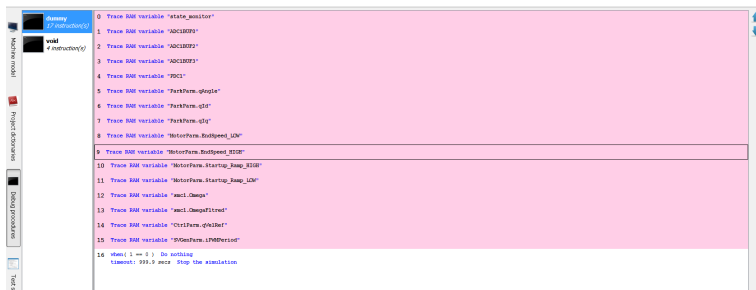 dummy
17 instruction(s)
void
4 instruction(s)
Machine model
Project dictionaries
Debug procedures
0 Trace RAM variable "state_monitor"
1 Trace RAM variable "ADC1BUF0"
2 Trace RAM variable "ADC1BUF2"
3 Trace RAM variable "ADC1BUF3"
4 Trace RAM variable "PDC1"
5 Trace RAM variable "ParkParm.qAngle"
6 Trace RAM variable "ParkParm.qId"
7 Trace RAM variable "ParkParm.qIq"
8 Trace RAM variable "MotorParm.EndSpeed_LOW"
9 Trace RAM variable "MotorParm.EndSpeed_HIGH"
10 Trace RAM variable "MotorParm.Startup_Ramp_HIGH"
11 Trace RAM variable "MotorParm.Startup_Ramp_LOW"
12 Trace RAM variable "smc1.Omega"
13 Trace RAM variable "smc1.OmegaFltred"
14 Trace RAM variable "CtrlParm.qVelRef"
15 Trace RAM variable "SVGenParm.iPWMPeriod"
16 when( 1 == 0 ) Do nothing
timeout: 999.9 secs Stop the simulation